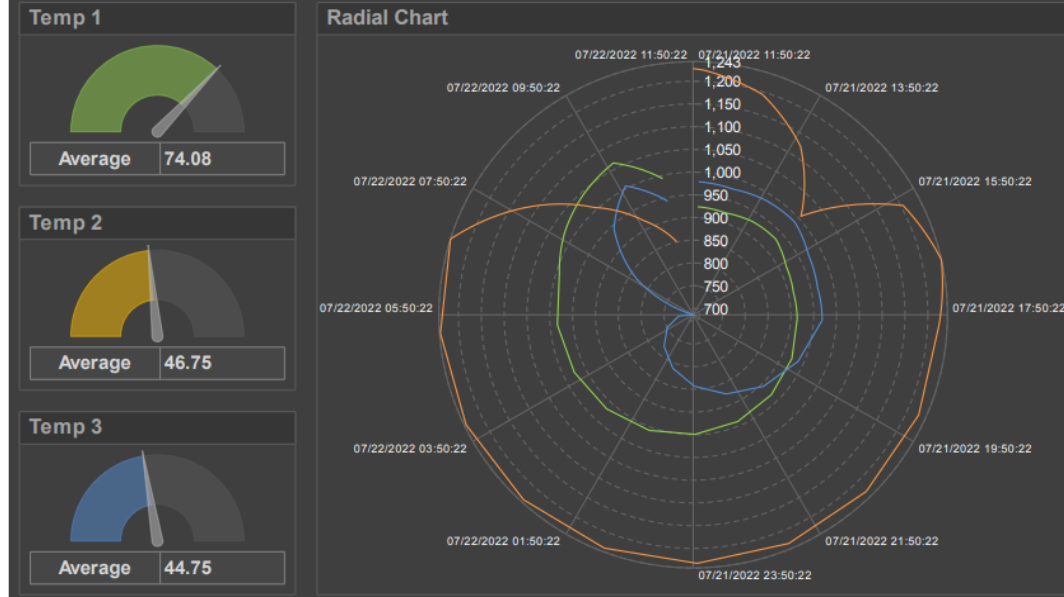 Temp 1
Average 74.08
Temp 2
Average 46.75
Temp 3
Average 44.75
Radial Chart
07/22/2022 11:50:22 07/21/2022 11:50:22
07/22/2022 09:50:22
07/21/2022 13:50:22
07/22/2022 07:50:22
07/21/2022 15:50:22
07/22/2022 05:50:22
07/21/2022 17:50:22
07/22/2022 03:50:22
07/21/2022 19:50:22
07/22/2022 01:50:22
07/21/2022 21:50:22
07/21/2022 23:50:22
1,243
1,200
1,150
1,100
1,050
1,000
950
900
850
800
750
700